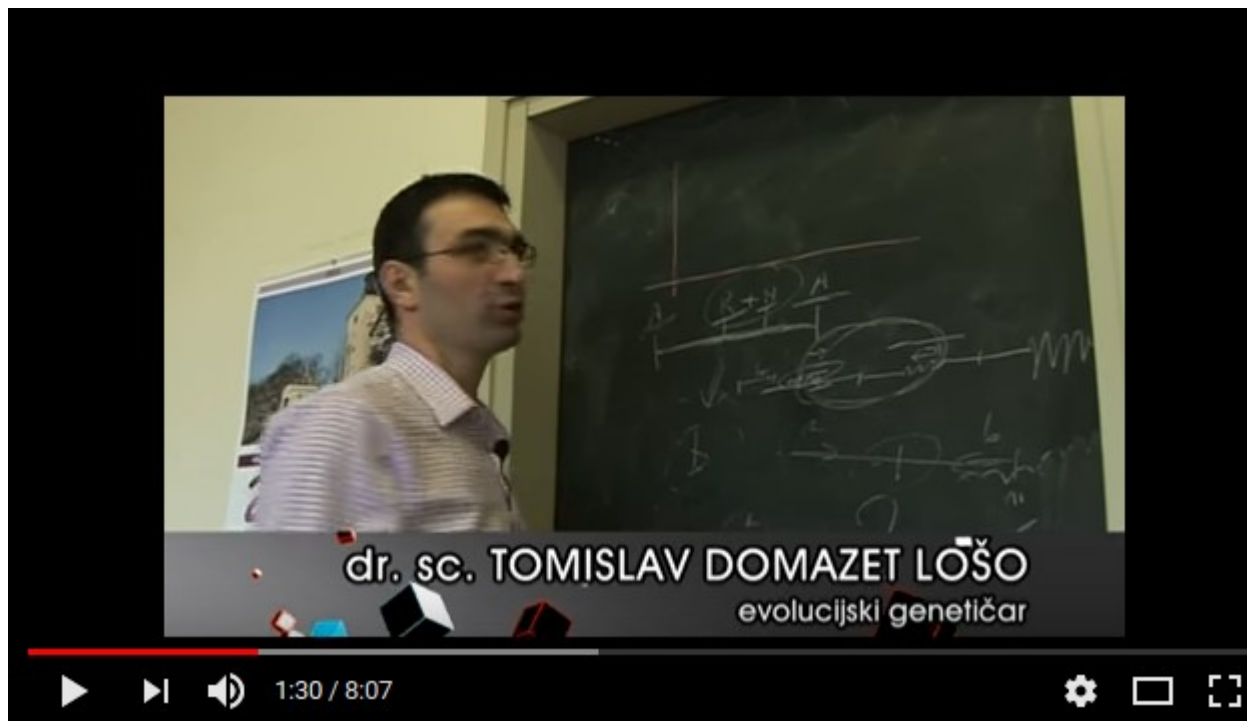 A R + H H
B
a
b
dr. sc. TOMISLAV DOMAZET LOŠO
evolucijski genetičar
1:30 / 8:07